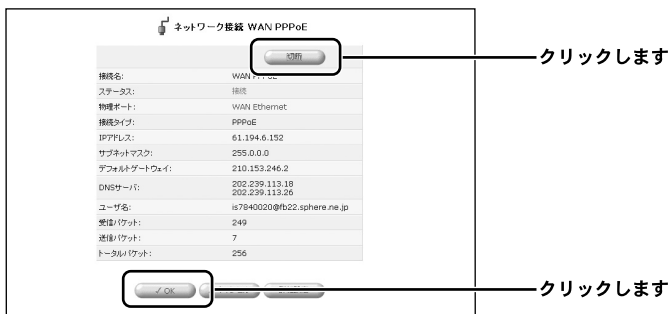 ネットワーク接続 WAN PPPoE
切断
クリックします
接続名: WAN PPPoE
ステータス: 接続
物理ポート: WAN Ethernet
接続タイプ: PPPoE
IPアドレス: 61.194.6.152
サブネットマスク: 255.0.0.0
デフォルトゲートウェイ: 210.153.246.2
DNSサーバ: 202.239.113.18
202.239.113.26
ユーザ名: is7840020@fb22.sphere.ne.jp
受信パケット: 249
送信パケット: 7
トータルパケット: 256
✓ OK
クリックします